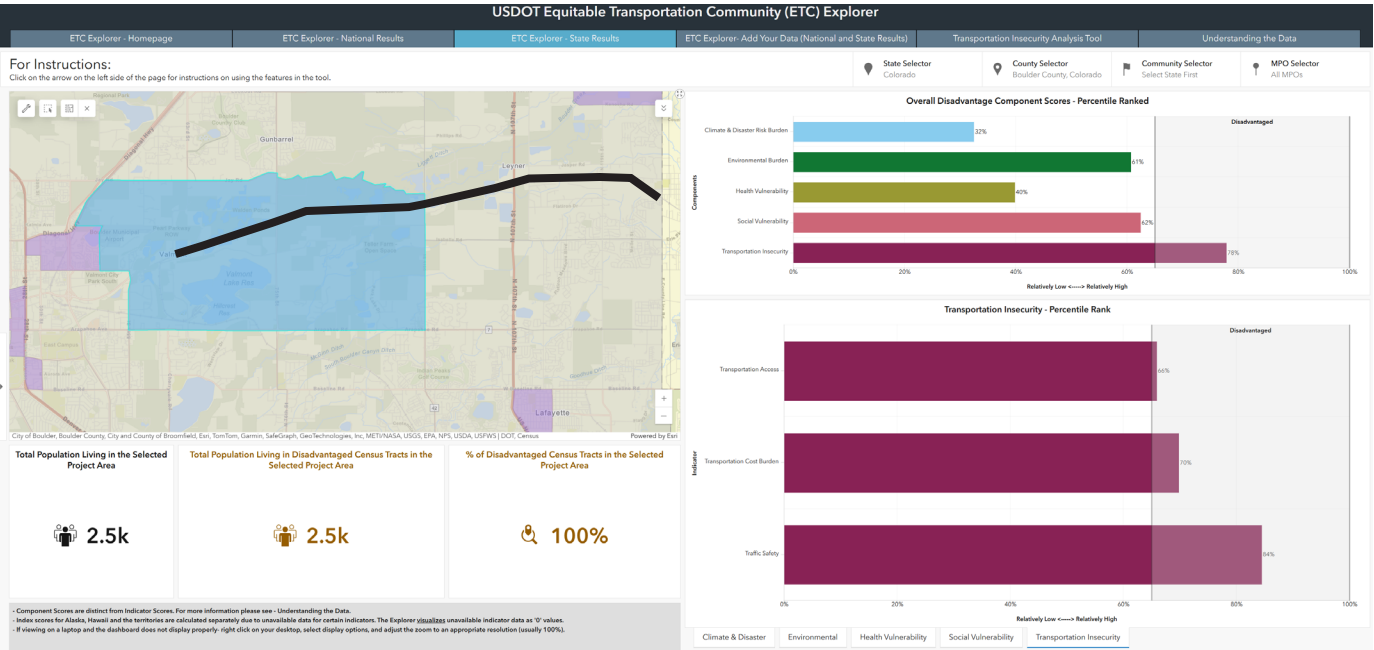 USDOT Equitable Transportation Community (ETC) Explorer
ETC Explorer - Homepage
ETC Explorer - National Results
ETC Explorer - State Results
ETC Explorer- Add Your Data (National and State Results)
Transportation Insecurity Analysis Tool
Understanding the Data
For Instructions:
Click on the arrow on the left side of the page for instructions on using the features in the tool.
State Selector
Colorado
County Selector
Boulder County, Colorado
Community Selector
Select State First
MPO Selector
All MPOs
Gunbarrel
Leyner
Lafayette
N 107th St
Baseline Rd
City of Boulder, Boulder County, City and County of Broomfield, Esri, TomTom, Garmin, SafeGraph, GeoTechnologies, Inc, METI/NASA, USGS, EPA, NPS, USDA, USFWS | DOT, Census
Powered by Esri
Total Population Living in the Selected
Project Area
2.5k
Total Population Living in Disadvantaged Census Tracts in the
Selected Project Area
2.5k
% of Disadvantaged Census Tracts in the Selected
Project Area
100%
- Component Scores are distinct from Indicator Scores. For more information please see - Understanding the Data.
- Index scores for Alaska, Hawaii and the territories are calculated separately due to unavailable data for certain indicators. The Explorer visualizes unavailable indicator data as '0' values.
- If viewing on a laptop and the dashboard does not display properly- right click on your desktop, select display options, and adjust the zoom to an appropriate resolution (usually 100%).
Overall Disadvantage Component Scores - Percentile Ranked
Disadvantaged
Components
Climate & Disaster Risk Burden
32%
Environmental Burden
61%
Health Vulnerability
40%
Social Vulnerability
62%
Transportation Insecurity
78%
0%
20%
40%
60%
80%
100%
Relatively Low <-----> Relatively High
Transportation Insecurity - Percentile Rank
Disadvantaged
Indicator
Transportation Access
66%
Transportation Cost Burden
70%
Traffic Safety
84%
0%
20%
40%
60%
80%
100%
Relatively Low <-----> Relatively High
Climate & Disaster
Environmental
Health Vulnerability
Social Vulnerability
Transportation Insecurity